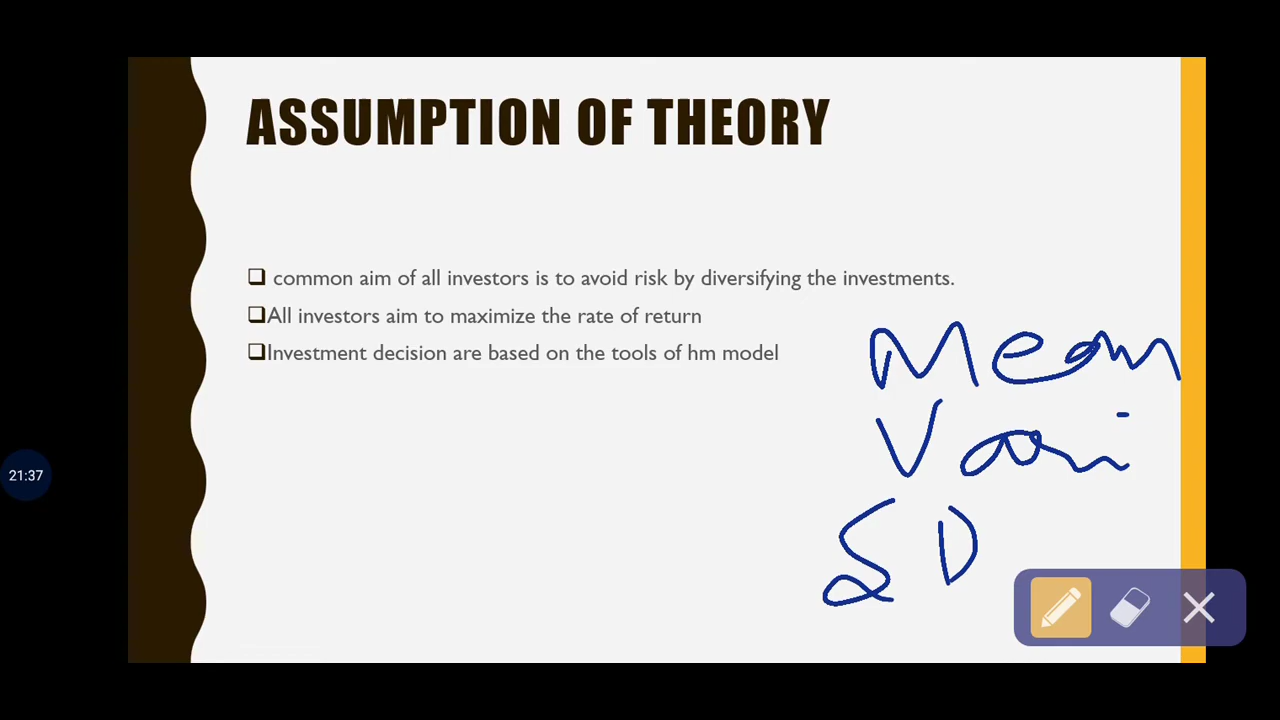 ASSUMPTION OF THEORY
common aim of all investors is to avoid risk by diversifying the investments.
All investors aim to maximize the rate of return
Investment decision are based on the tools of hm model
Mean
Vari
SD
21:37